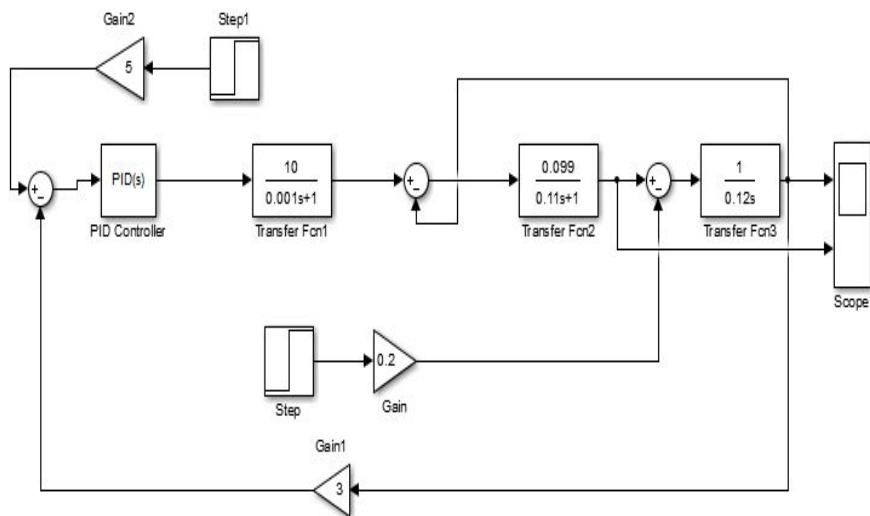 Gain2
Step1
5
+
-
PID(s)
PID Controller
10
0.001s+1
Transfer Fcn1
+
-
0.099
0.11s+1
Transfer Fcn2
+
-
1
0.12s
Transfer Fcn3
Scope
Step
0.2
Gain
Gain1
3